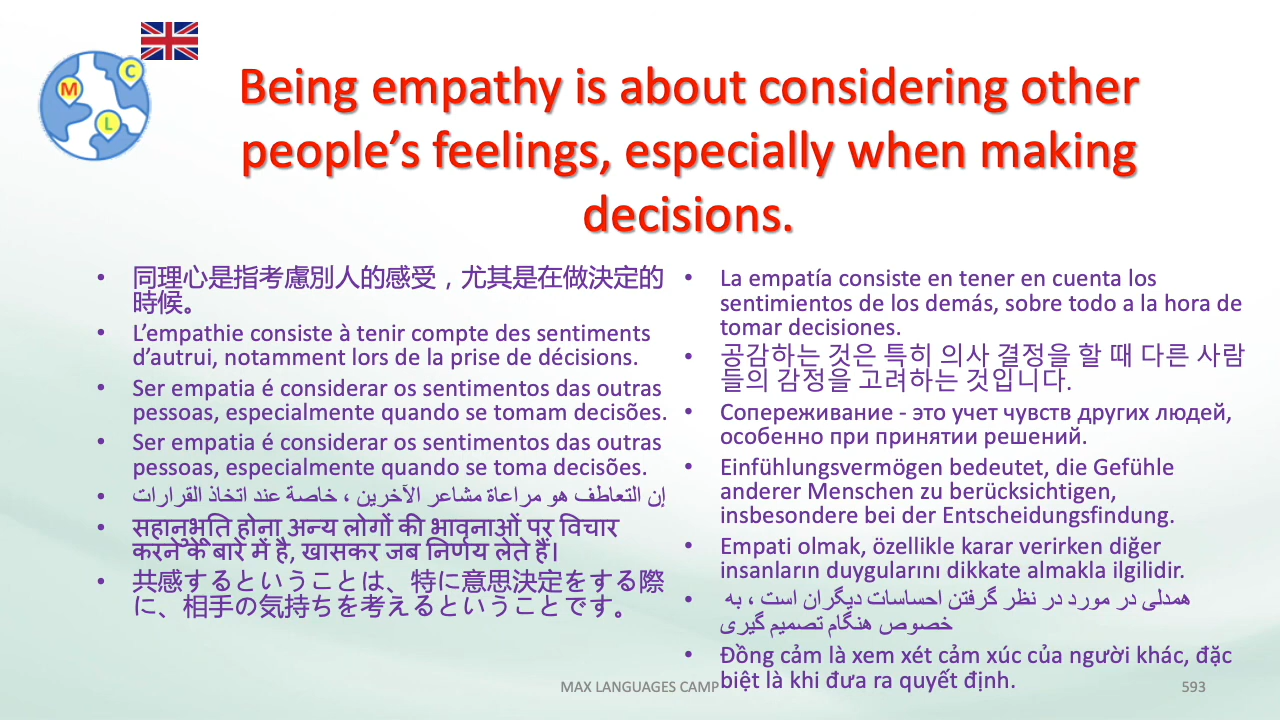 M
C
L
Being empathy is about considering other
people’s feelings, especially when making
decisions.
• 同理心是指考慮別人的感受，尤其是在做決定的
時候。
• L’empathie consiste à tenir compte des sentiments
d’autrui, notamment lors de la prise de décisions.
• Ser empatia é considerar os sentimentos das outras
pessoas, especialmente quando se tomam decisões.
• Ser empatia é considerar os sentimentos das outras
pessoas, especialmente quando se toma decisões.
• إن التعاطف هو مراعاة مشاعر الآخرين ، خاصة عند اتخاذ القرارات
• सहानुभूति होना अन्य लोगों की भावनाओं पर विचार
करने के बारे में है, खासकर जब निर्णय लेते हैं।
• 共感するということは、特に意思決定をする際
に、相手の気持ちを考えるということです。
• La empatía consiste en tener en cuenta los
sentimientos de los demás, sobre todo a la hora de
tomar decisiones.
• 공감하는 것은 특히 의사 결정을 할 때 다른 사람
들의 감정을 고려하는 것입니다.
• Сопереживание - это учет чувств других людей,
особенно при принятии решений.
• Einfühlungsvermögen bedeutet, die Gefühle
anderer Menschen zu berücksichtigen,
insbesondere bei der Entscheidungsfindung.
• Empati olmak, özellikle karar verirken diğer
insanların duygularını dikkate almakla ilgilidir.
• همدلی در مورد در نظر گرفتن احساسات دیگران است ، به
خصوص هنگام تصمیم گیری
• Đồng cảm là xem xét cảm xúc của người khác, đặc
biệt là khi đưa ra quyết định.
MAX LANGUAGES CAMP
593